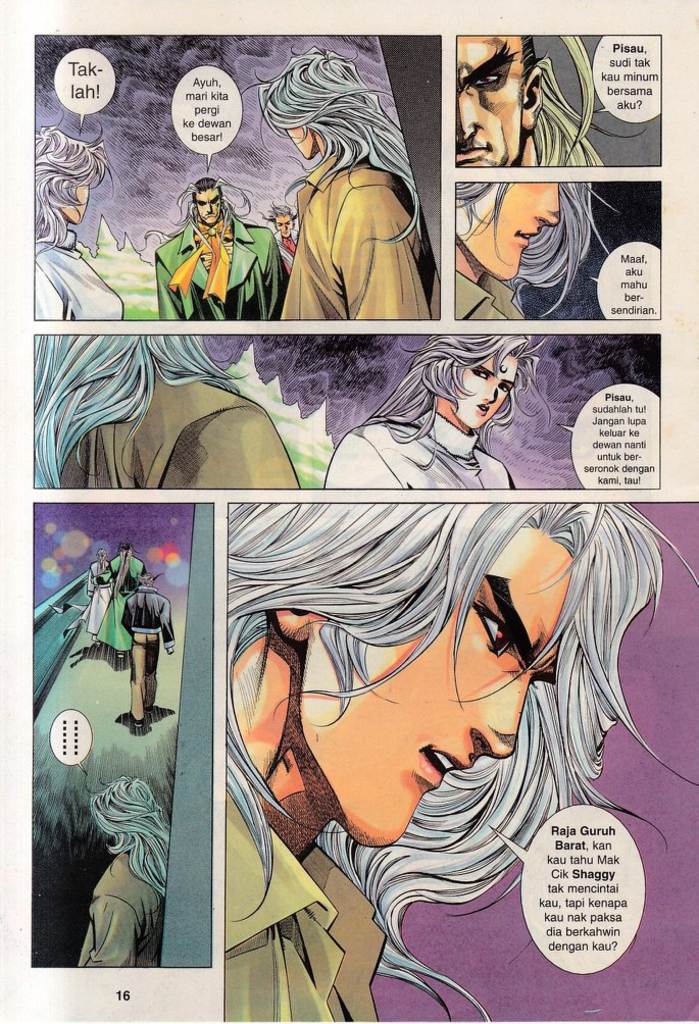 Tak-
lah!
Ayuh,
mari kita
pergi
ke dewan
besar!
Pisau,
sudi tak
kau minum
bersama
aku?
Maaf,
aku
mahu
ber-
sendirian.
Pisau,
sudahlah tu!
Jangan lupa
keluar ke
dewan nanti
untuk ber-
seronok dengan
kami, tau!
Raja Guruh
Barat, kan
kau tahu Mak
Cik Shaggy
tak mencintai
kau, tapi kenapa
kau nak paksa
dia berkahwin
dengan kau?
16